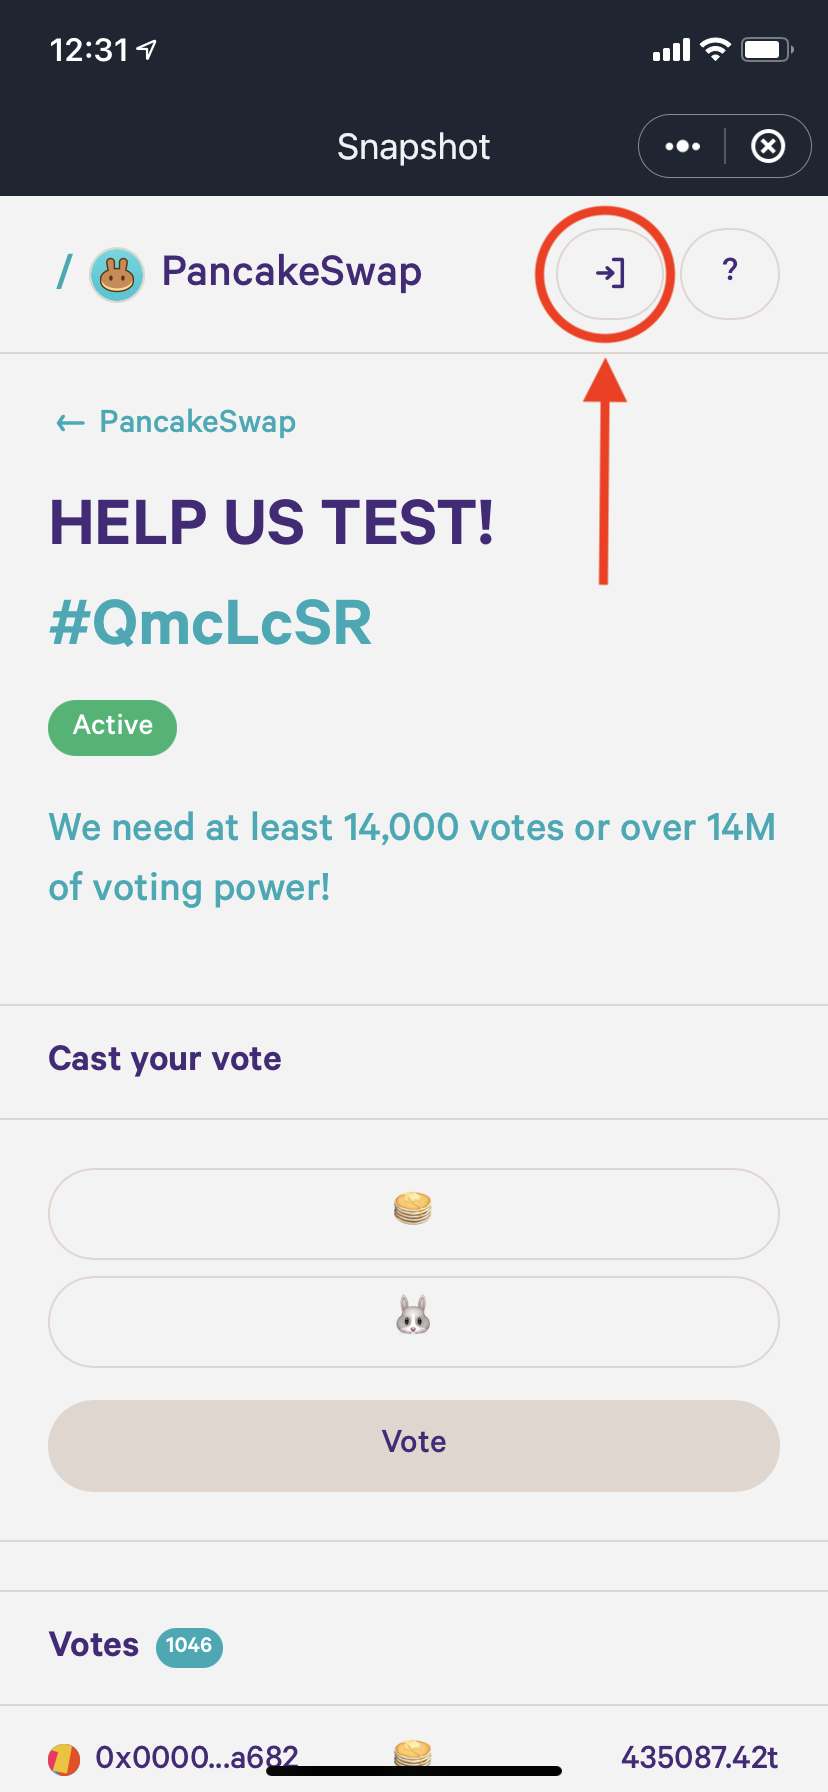 12:31
Snapshot
/ PancakeSwap
?
← PancakeSwap
HELP US TEST!
#QmcLcSR
Active
We need at least 14,000 votes or over 14M
of voting power!
Cast your vote
Vote
Votes 1046
0x0000...a682 435087.42t